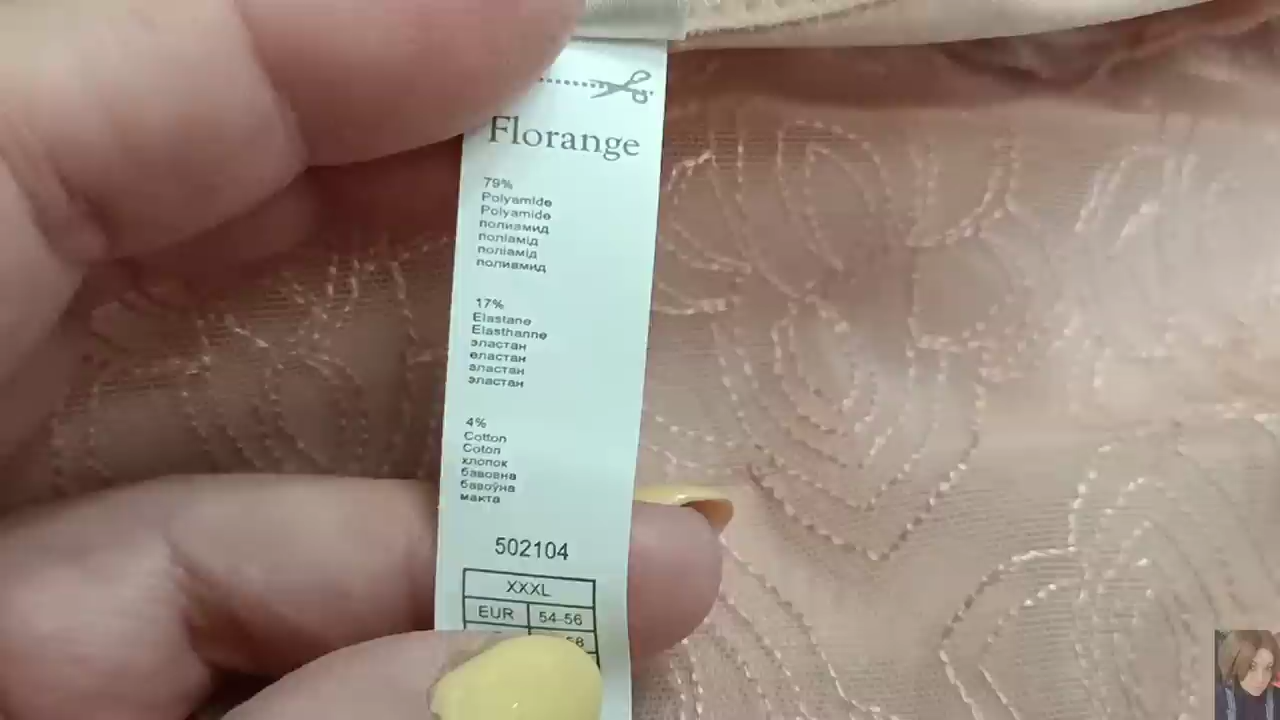 Florange
79%
Polyamide
Polyamide
полиамид
поліамід
поліамід
полиамид
17%
Elastane
Elasthanne
эластан
еластан
эластан
эластан
4%
Cotton
Coton
хлопок
бавовна
бавоўна
макта
502104
XXXL
EUR 54-56